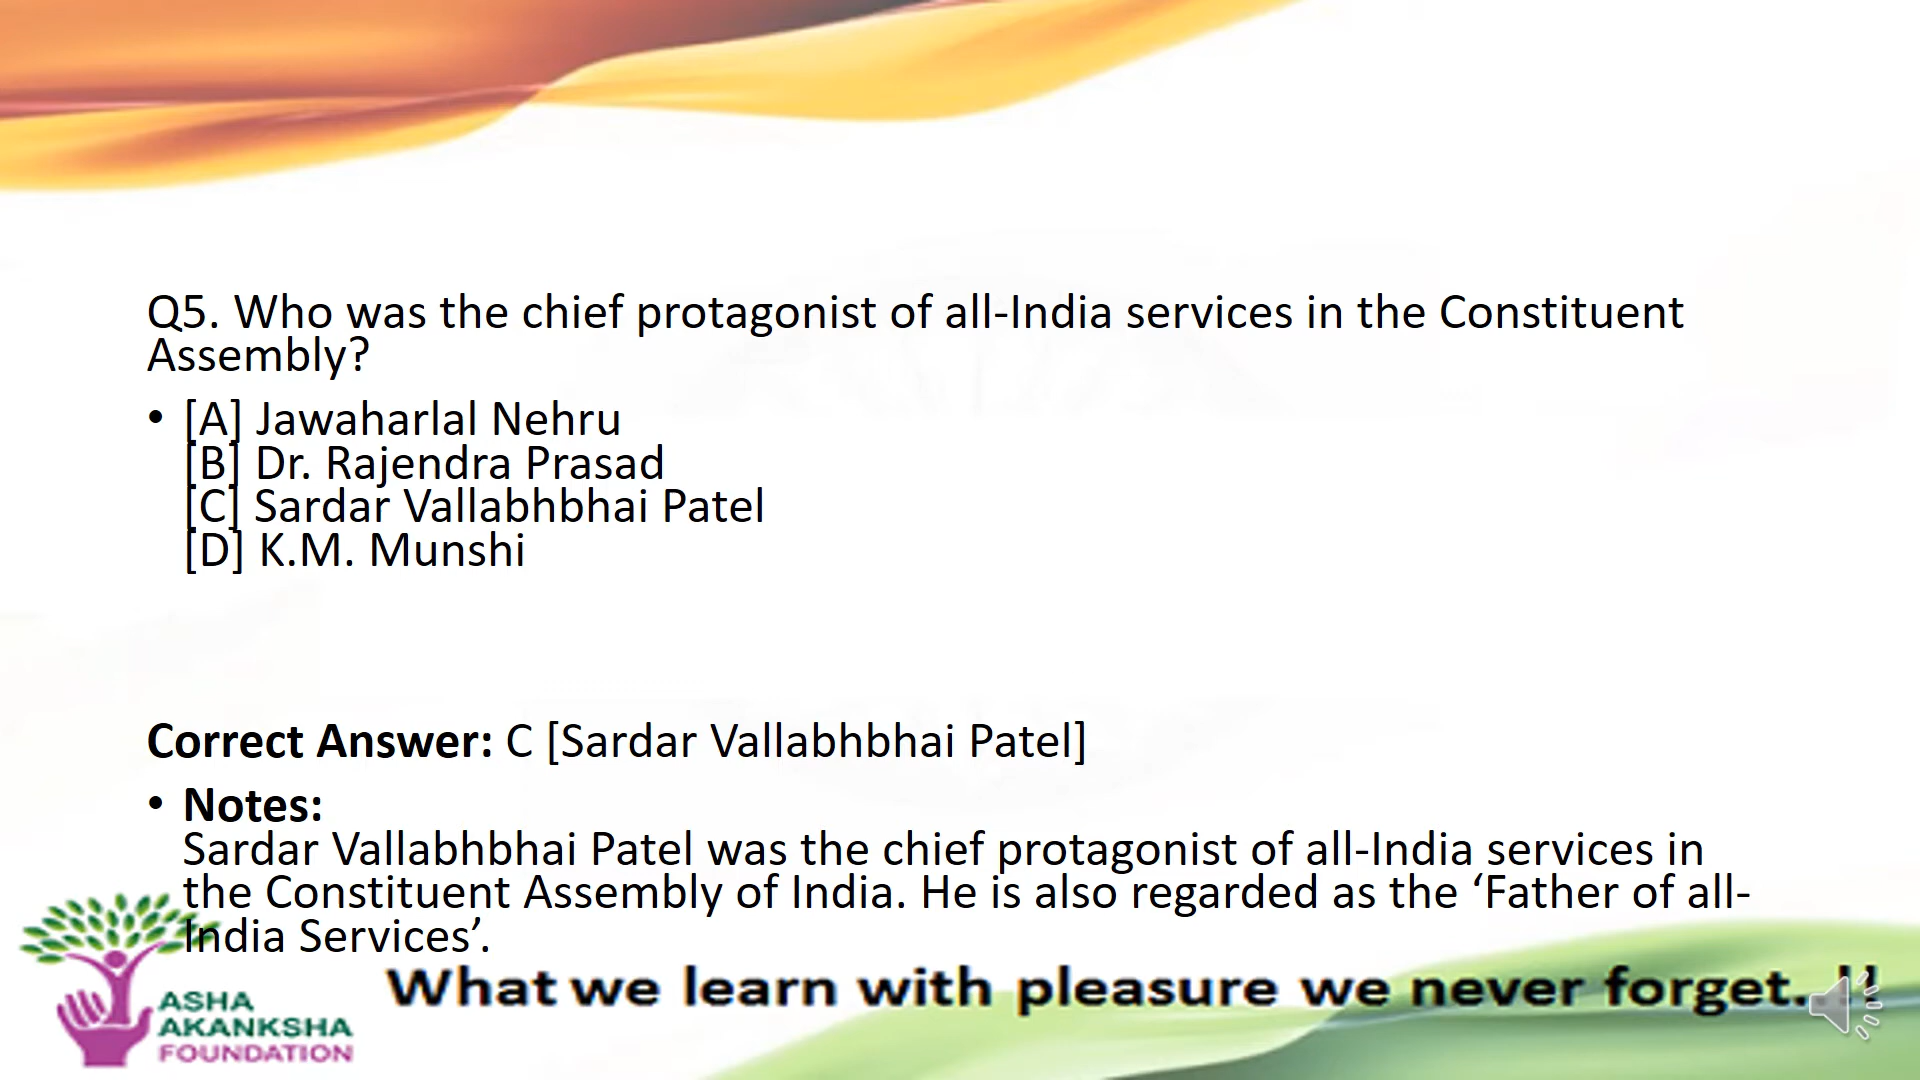 Q5. Who was the chief protagonist of all-India services in the Constituent
Assembly?
• [A] Jawaharlal Nehru
[B] Dr. Rajendra Prasad
[C] Sardar Vallabhbhai Patel
[D] K.M. Munshi
Correct Answer: C [Sardar Vallabhbhai Patel]
• Notes:
Sardar Vallabhbhai Patel was the chief protagonist of all-India services in
the Constituent Assembly of India. He is also regarded as the ‘Father of all-
India Services’.
What we learn with pleasure we never forget...!!
ASHA
AKANKSHA
FOUNDATION